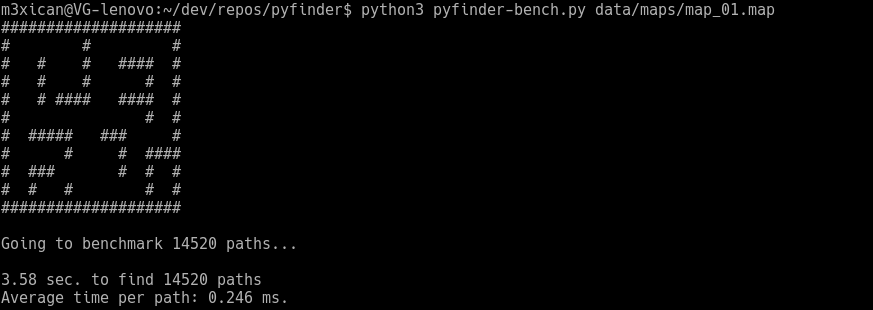 m3xican@VG-lenovo:~/dev/repos/pyfinder$ python3 pyfinder-bench.py data/maps/map_01.map
####################
#        #         #
#   #    #   ####  #
#   #    #      #  #
#   # ####   ####  #
#               #  #
#  #####   ###     #
#      #     #  ####
#  ###       #  #  #
#  #   #        #  #
####################
Going to benchmark 14520 paths...
3.58 sec. to find 14520 paths
Average time per path: 0.246 ms.